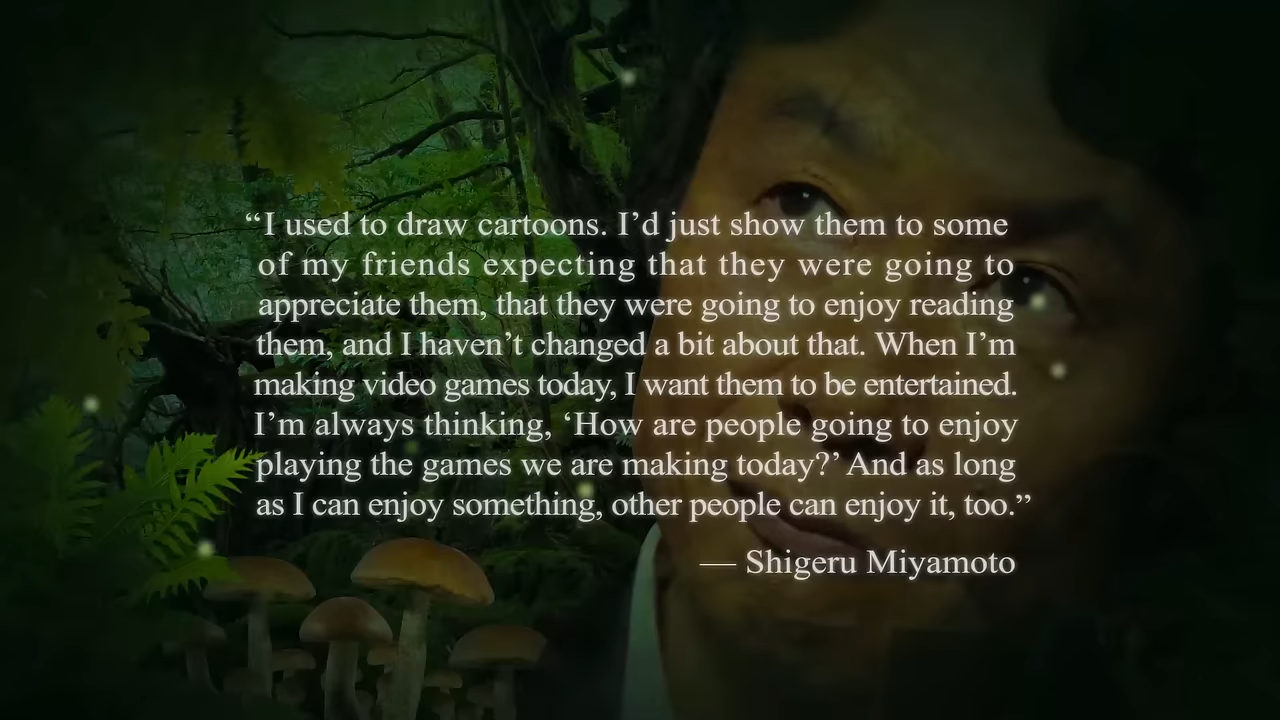 “I used to draw cartoons. I’d just show them to some
of my friends expecting that they were going to
appreciate them, that they were going to enjoy reading
them, and I haven’t changed a bit about that. When I’m
making video games today, I want them to be entertained.
I’m always thinking, ‘How are people going to enjoy
playing the games we are making today?’ And as long
as I can enjoy something, other people can enjoy it, too.”
— Shigeru Miyamoto